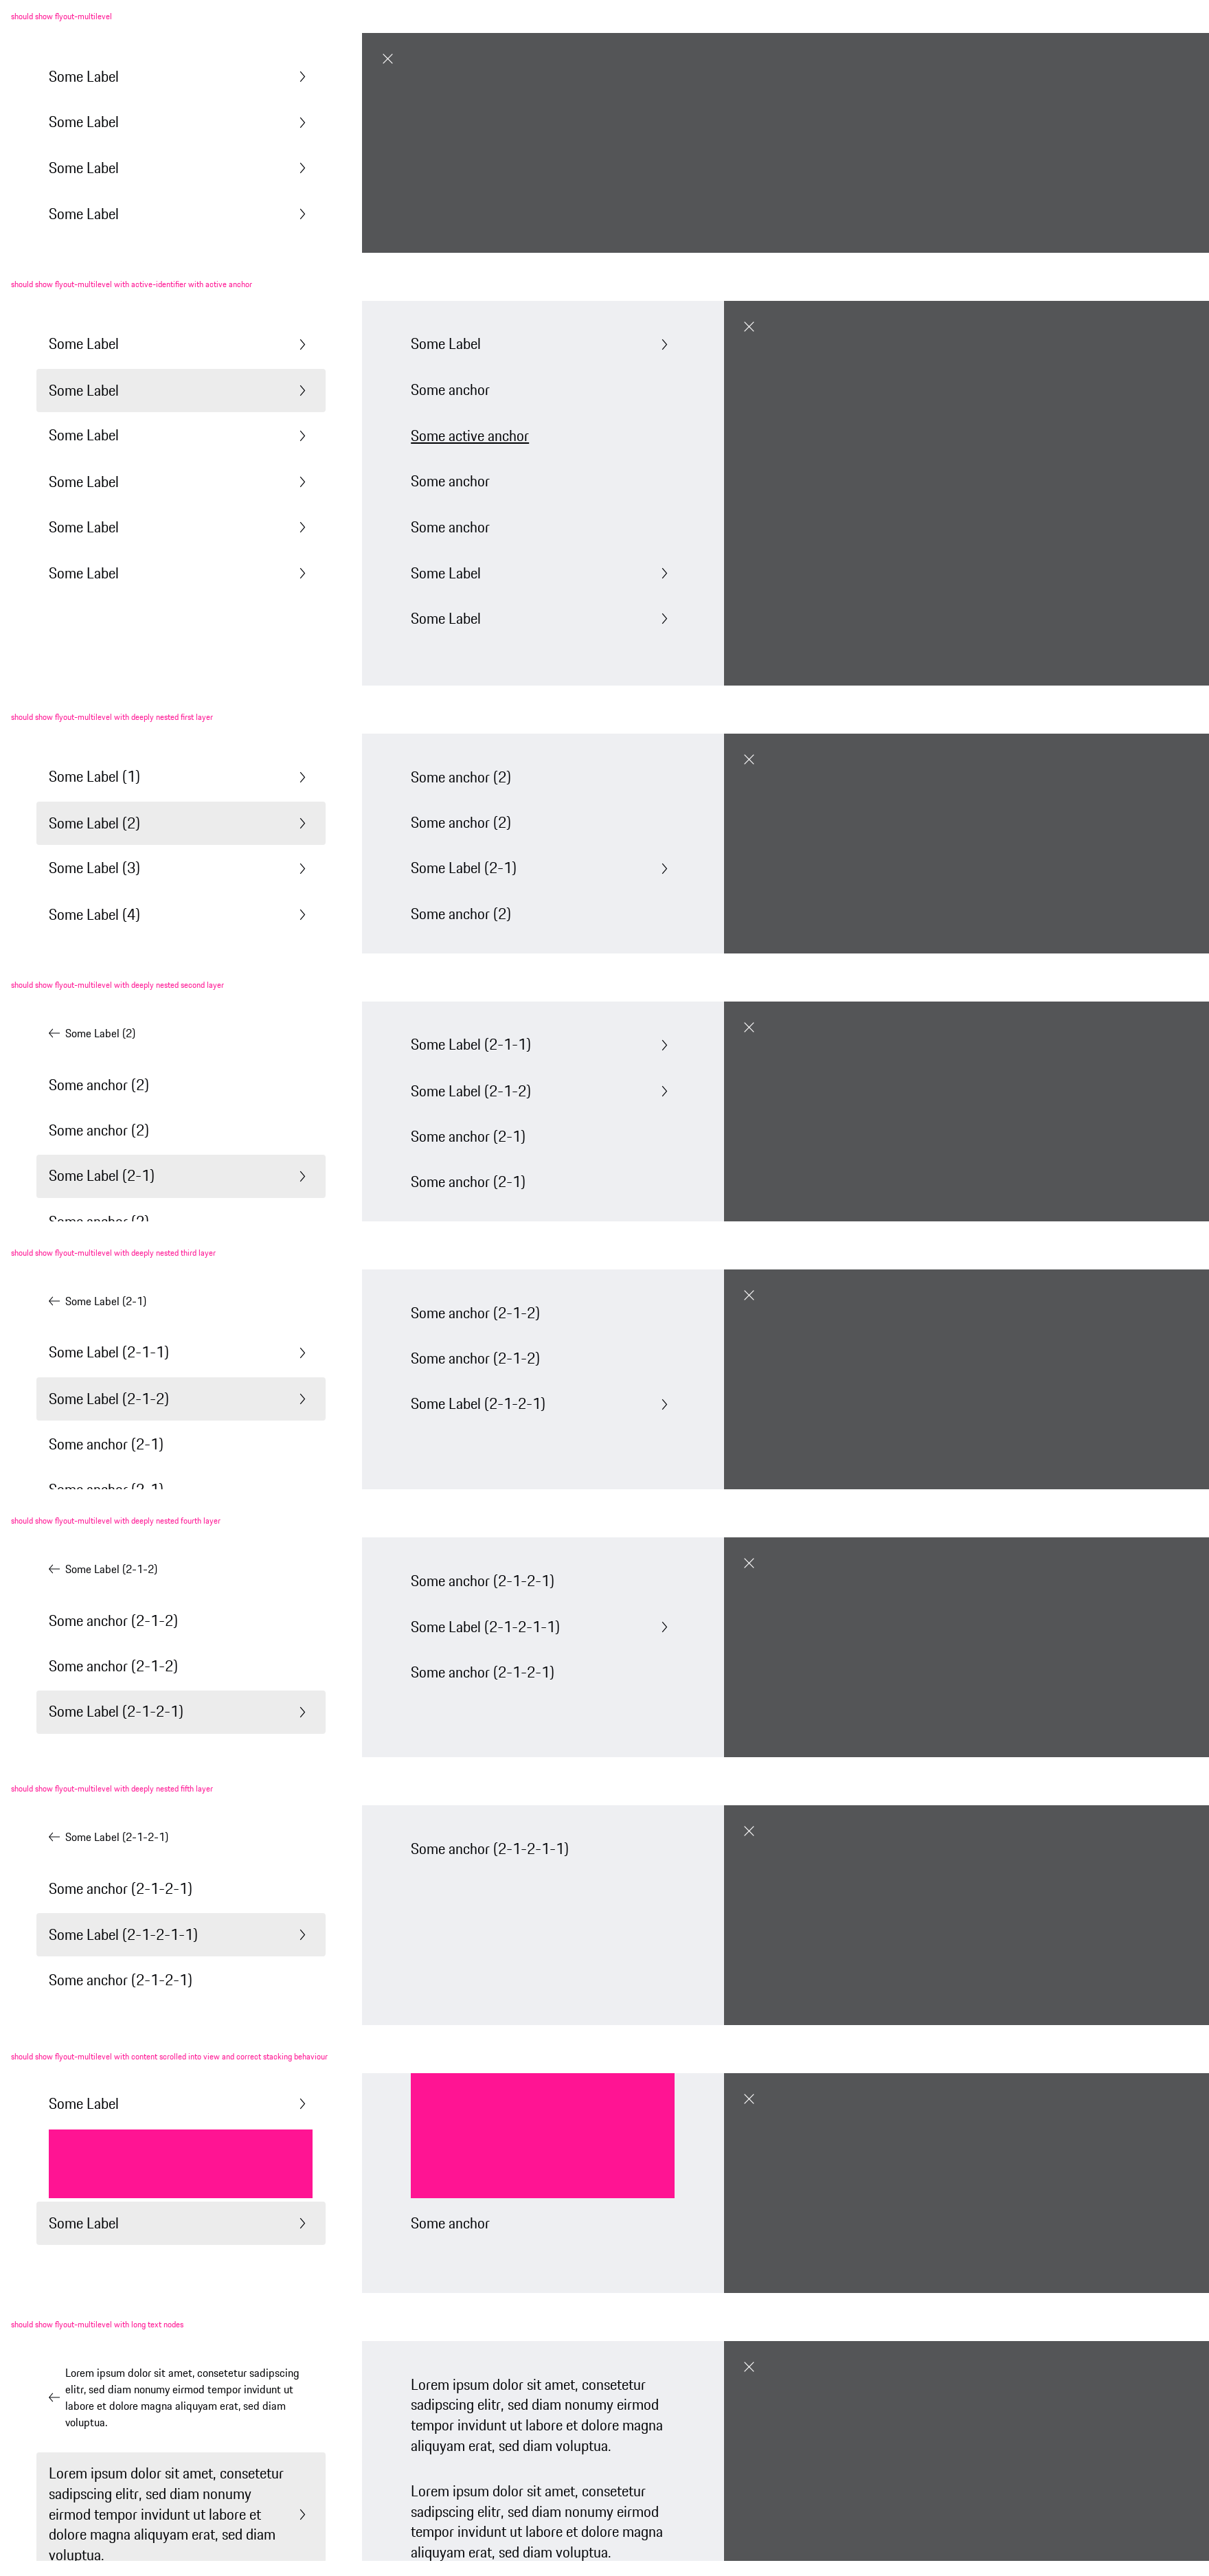 should show flyout-multilevel
Some Label
Some Label
Some Label
Some Label
should show flyout-multilevel with active-identifier with active anchor
Some Label
Some Label
Some Label
Some Label
Some Label
Some Label
Some Label
Some anchor
Some active anchor
Some anchor
Some anchor
Some Label
Some Label
should show flyout-multilevel with deeply nested first layer
Some Label (1)
Some Label (2)
Some Label (3)
Some Label (4)
Some anchor (2)
Some anchor (2)
Some Label (2-1)
Some anchor (2)
should show flyout-multilevel with deeply nested second layer
Some Label (2)
Some anchor (2)
Some anchor (2)
Some Label (2-1)
Some anchor (2)
Some Label (2-1-1)
Some Label (2-1-2)
Some anchor (2-1)
Some anchor (2-1)
should show flyout-multilevel with deeply nested third layer
Some Label (2-1)
Some Label (2-1-1)
Some Label (2-1-2)
Some anchor (2-1)
Some anchor (2-1)
Some anchor (2-1-2)
Some anchor (2-1-2)
Some Label (2-1-2-1)
should show flyout-multilevel with deeply nested fourth layer
Some Label (2-1-2)
Some anchor (2-1-2)
Some anchor (2-1-2)
Some Label (2-1-2-1)
Some anchor (2-1-2-1)
Some Label (2-1-2-1-1)
Some anchor (2-1-2-1)
should show flyout-multilevel with deeply nested fifth layer
Some Label (2-1-2-1)
Some anchor (2-1-2-1)
Some Label (2-1-2-1-1)
Some anchor (2-1-2-1)
Some anchor (2-1-2-1-1)
should show flyout-multilevel with content scrolled into view and correct stacking behaviour
Some Label
Some Label
Some anchor
should show flyout-multilevel with long text nodes
Lorem ipsum dolor sit amet, consetetur sadipscing
elitr, sed diam nonumy eirmod tempor invidunt ut
labore et dolore magna aliquyam erat, sed diam
voluptua.
Lorem ipsum dolor sit amet, consetetur
sadipscing elitr, sed diam nonumy
eirmod tempor invidunt ut labore et
dolore magna aliquyam erat, sed diam
voluptua.
Lorem ipsum dolor sit amet, consetetur
sadipscing elitr, sed diam nonumy eirmod
tempor invidunt ut labore et dolore magna
aliquyam erat, sed diam voluptua.
Lorem ipsum dolor sit amet, consetetur
sadipscing elitr, sed diam nonumy eirmod
tempor invidunt ut labore et dolore magna
aliquyam erat, sed diam voluptua.